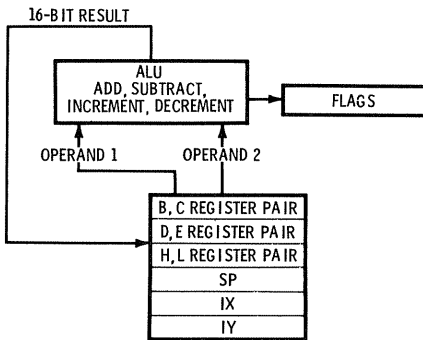 16-BIT RESULT
ALU
ADD, SUBTRACT,
INCREMENT, DECREMENT
FLAGS
OPERAND 1
OPERAND 2
B, C REGISTER PAIR
D, E REGISTER PAIR
H, L REGISTER PAIR
SP
IX
IY